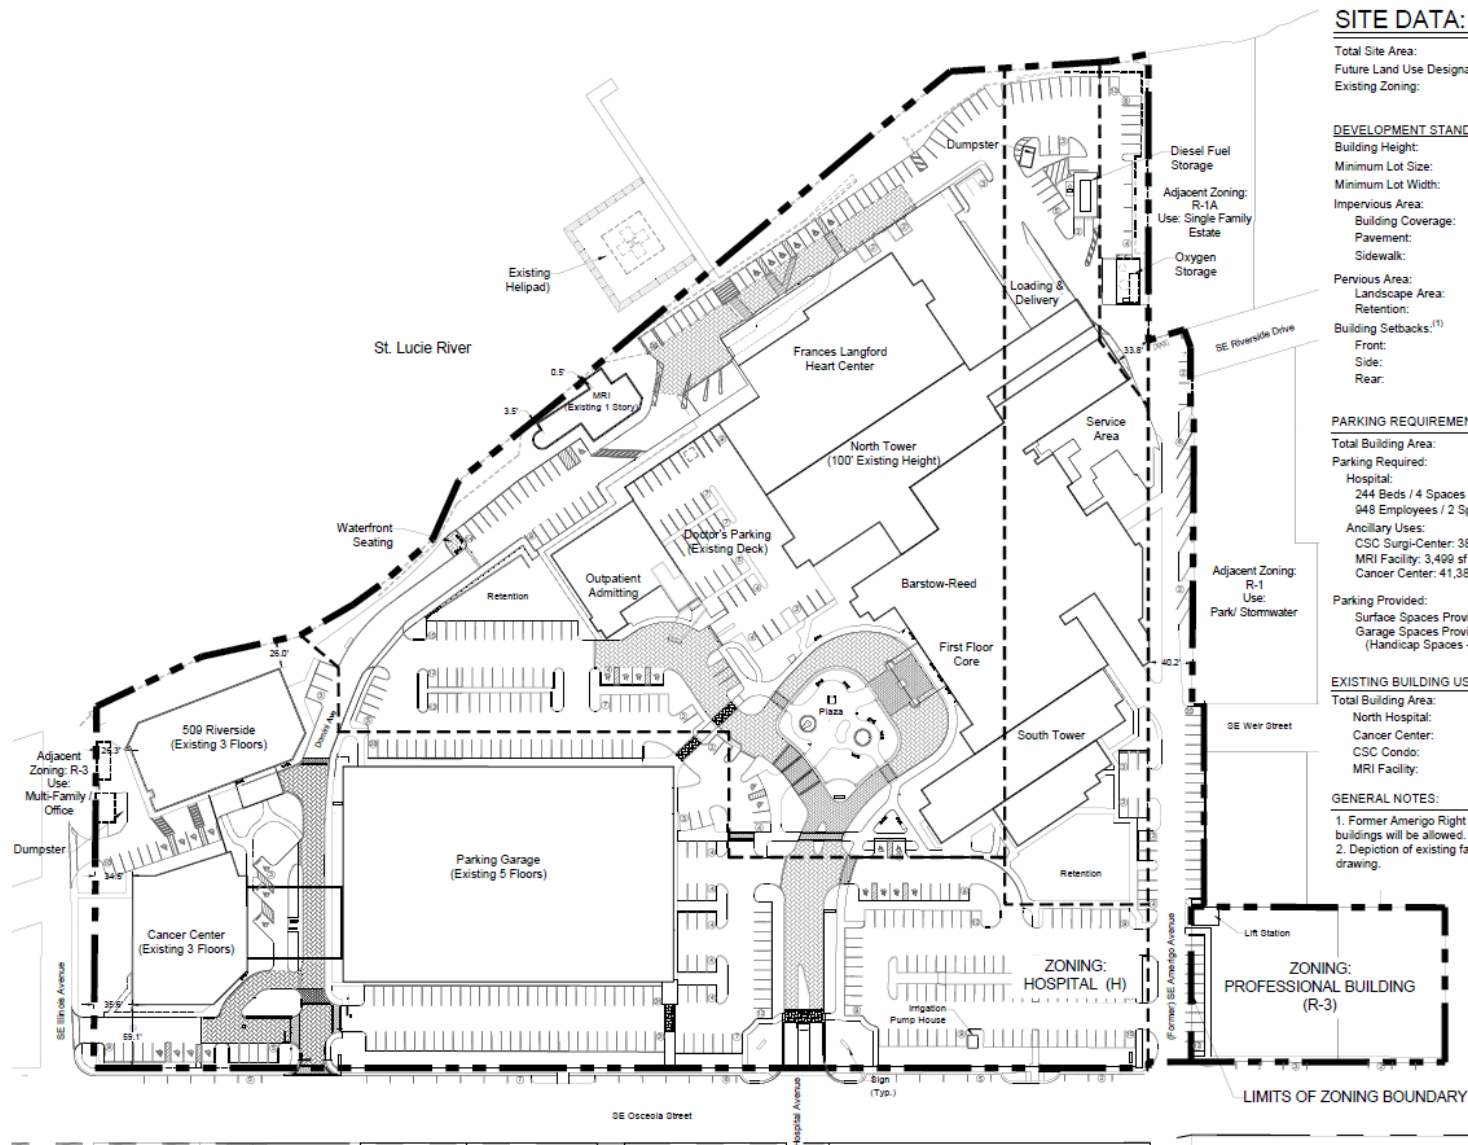 SITE DATA:
Total Site Area:
Future Land Use Designa
Existing Zoning:
DEVELOPMENT STAND
Building Height:
Minimum Lot Size:
Minimum Lot Width:
Impervious Area:
Building Coverage:
Pavement:
Sidewalk:
Pervious Area:
Landscape Area:
Retention:
Building Setbacks:(1)
Front:
Side:
Rear:
PARKING REQUIREMEN
Total Building Area:
Parking Required:
Hospital:
244 Beds / 4 Spaces
948 Employees / 2 Sp
Ancillary Uses:
CSC Surgi-Center: 38
MRI Facility: 3,499 sf
Cancer Center: 41,38
Parking Provided:
Surface Spaces Provi
Garage Spaces Provi
(Handicap Spaces -
EXISTING BUILDING US
Total Building Area:
North Hospital:
Cancer Center:
CSC Condo:
MRI Facility:
GENERAL NOTES:
1. Former Amerigo Right
buildings will be allowed.
2. Depiction of existing fa
drawing.
Dumpster
Diesel Fuel
Storage
Adjacent Zoning:
R-1A
Use: Single Family
Estate
Oxygen
Storage
Existing
Helipad)
Loading &
Delivery
St. Lucie River
SE Riverside Drive
33.8'
Frances Langford
Heart Center
0.5'
MRI
(Existing 1 Story)
3.5'
Service
Area
North Tower
(100' Existing Height)
Waterfront
Seating
Doctor's Parking
(Existing Deck)
Outpatient
Admitting
Retention
Barstow-Reed
Adjacent Zoning:
R-1
Use:
Park/ Stormwater
First Floor
Core
26.0'
40.2'
Plaza
509 Riverside
(Existing 3 Floors)
Adjacent
Zoning: R-3
Use:
Multi-Family /
Office
26.3'
South Tower
SE Weir Street
Dumpster
Parking Garage
(Existing 5 Floors)
34.6'
Retention
Cancer Center
(Existing 3 Floors)
SE Illinois Avenue
(Former) SE Amerigo Avenue
Lift Station
ZONING:
HOSPITAL (H)
ZONING:
PROFESSIONAL BUILDING
(R-3)
Irrigation
Pump House
59.1'
Sign
(Typ.)
LIMITS OF ZONING BOUNDARY
SE Osceola Street
Hospital Avenue